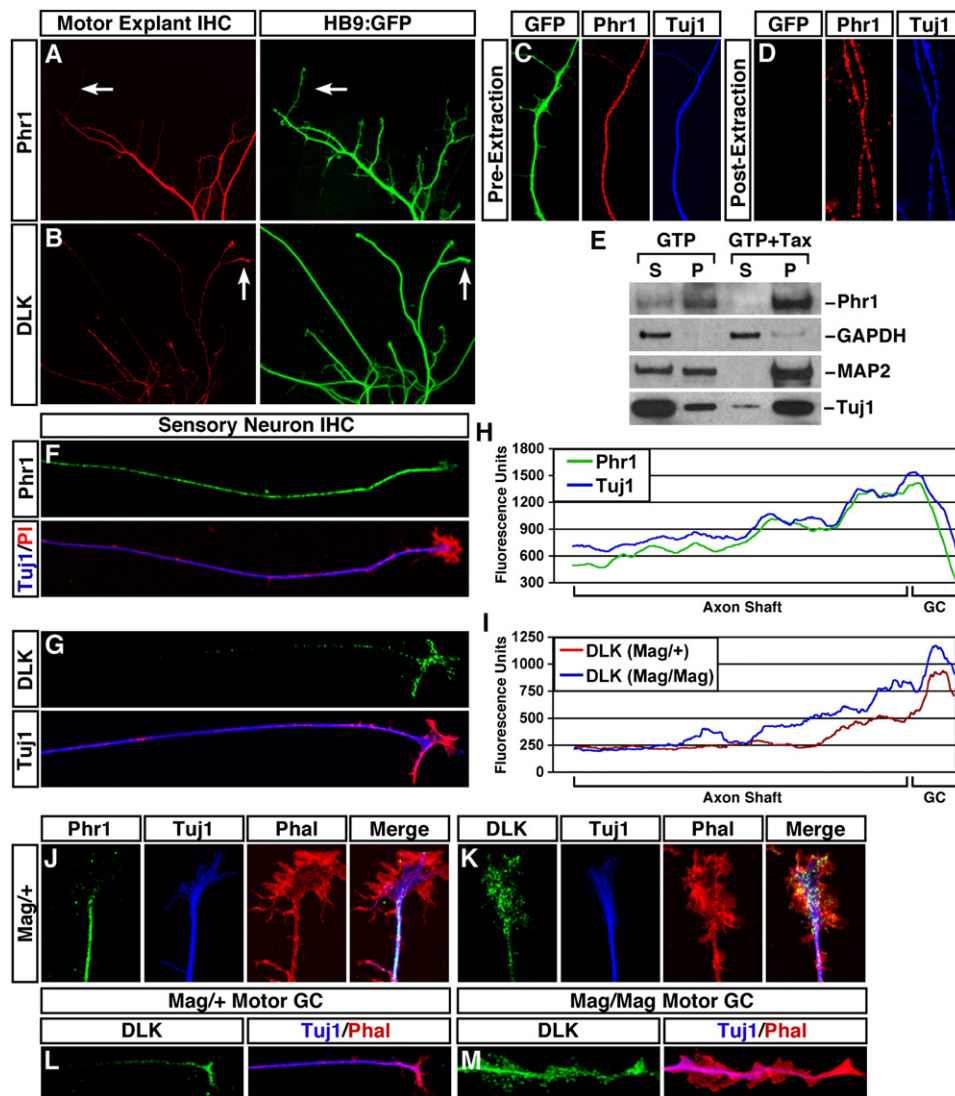 Motor Explant IHC HB9:GFP
GFP Phr1 Tuj1 GFP Phr1 Tuj1
A
C
D
Phr1
Pre-Extraction
Post-Extraction
B
DLK
E
GTP GTP+Tax
S P S P
Phr1
GAPDH
MAP2
Tuj1
Sensory Neuron IHC
F
Phr1
Tuj1/PI
H
Fluorescence Units
1800
1500
1200
900
600
300
Phr1
Tuj1
Axon Shaft GC
G
DLK
Tuj1
I
Fluorescence Units
1250
1000
750
500
250
0
DLK (Mag/+)
DLK (Mag/Mag)
Axon Shaft GC
Phr1 Tuj1 Phal Merge DLK Tuj1 Phal Merge
Mag/+
J
K
Mag/+ Motor GC Mag/Mag Motor GC
DLK Tuj1/Phal DLK Tuj1/Phal
L
M